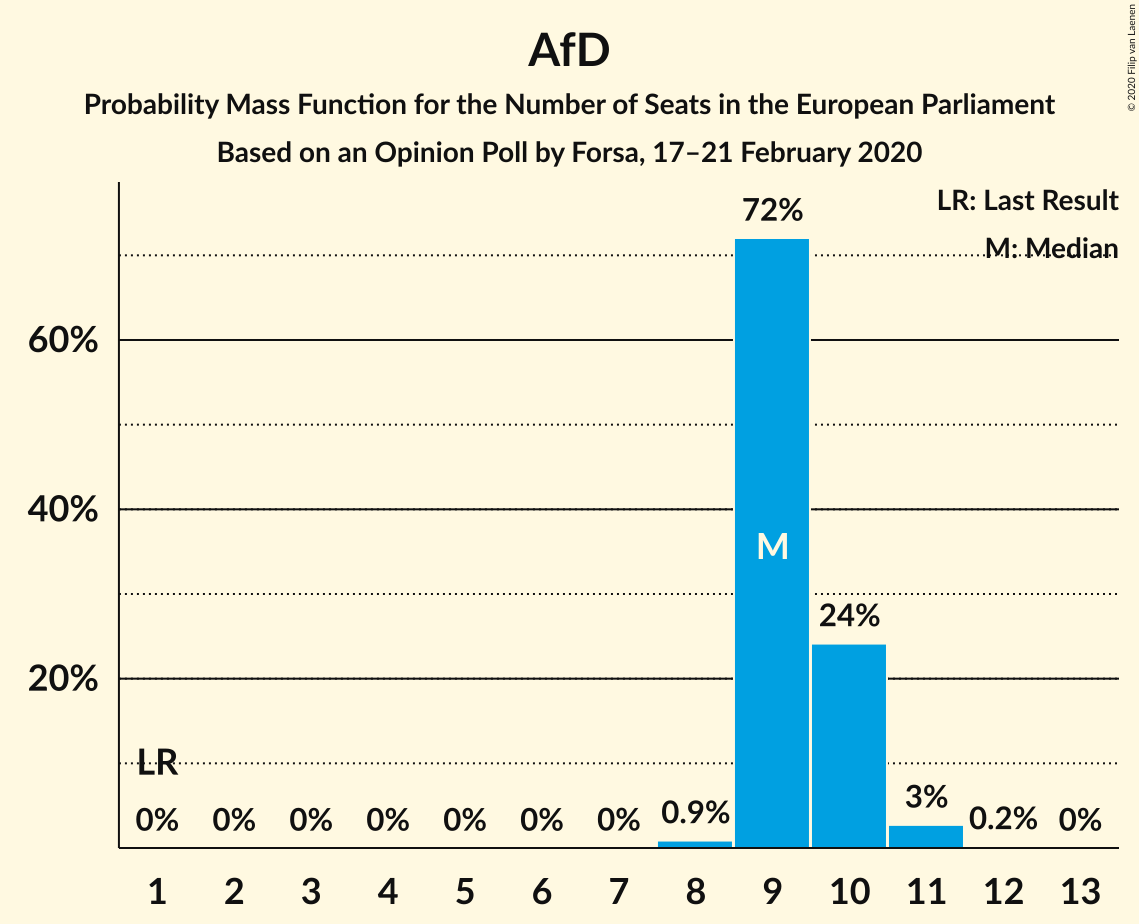 AfD
Probability Mass Function for the Number of Seats in the European Parliament
Based on an Opinion Poll by Forsa, 17–21 February 2020
© 2020 Filip van Laenen
LR: Last Result
M: Median
72%
60%
40%
M
24%
20%
LR
0% 0% 0% 0% 0% 0% 0% 0.9% 3% 0.2% 0%
1 2 3 4 5 6 7 8 9 10 11 12 13